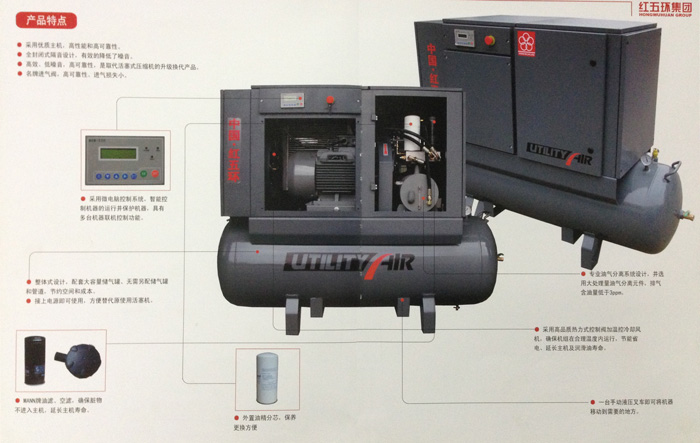 产品特点
红五环集团
HONGWUHUAN GROUP
● 采用优质主机,高性能和高可靠性。
● 全封闭式隔音设计,有效的降低了噪音。
● 高效、低噪音、高可靠性,是取代活塞式压缩机的升级换代产品。
● 名牌进气阀,高可靠性,进气损失小。
● 采用微电脑控制系统,智能控
制机器的运行并保护机器,具有
多台机器联机控制功能。
中国·红五环
UTILITY AIR
UTILITY AIR
● 整体式设计,配套大容量储气罐,无需另配储气罐
和管道,节约空间和成本。
● 接上电源即可使用,方便替代原使用活塞机。
● 专业油气分离系统设计,并选
用大处理量油气分离元件,排气
含油量低于3ppm。
● 采用高品质热力式控制阀加温控冷却风
机,确保机组在合理温度内运行,节能省
电,延长主机及润滑油寿命。
● MANN牌油滤、空滤,确保脏物
不进入主机,延长主机寿命。
● 外置油精分芯,保养
更换方便
● 一台手动液压叉车即可将机器
移动到需要的地方。